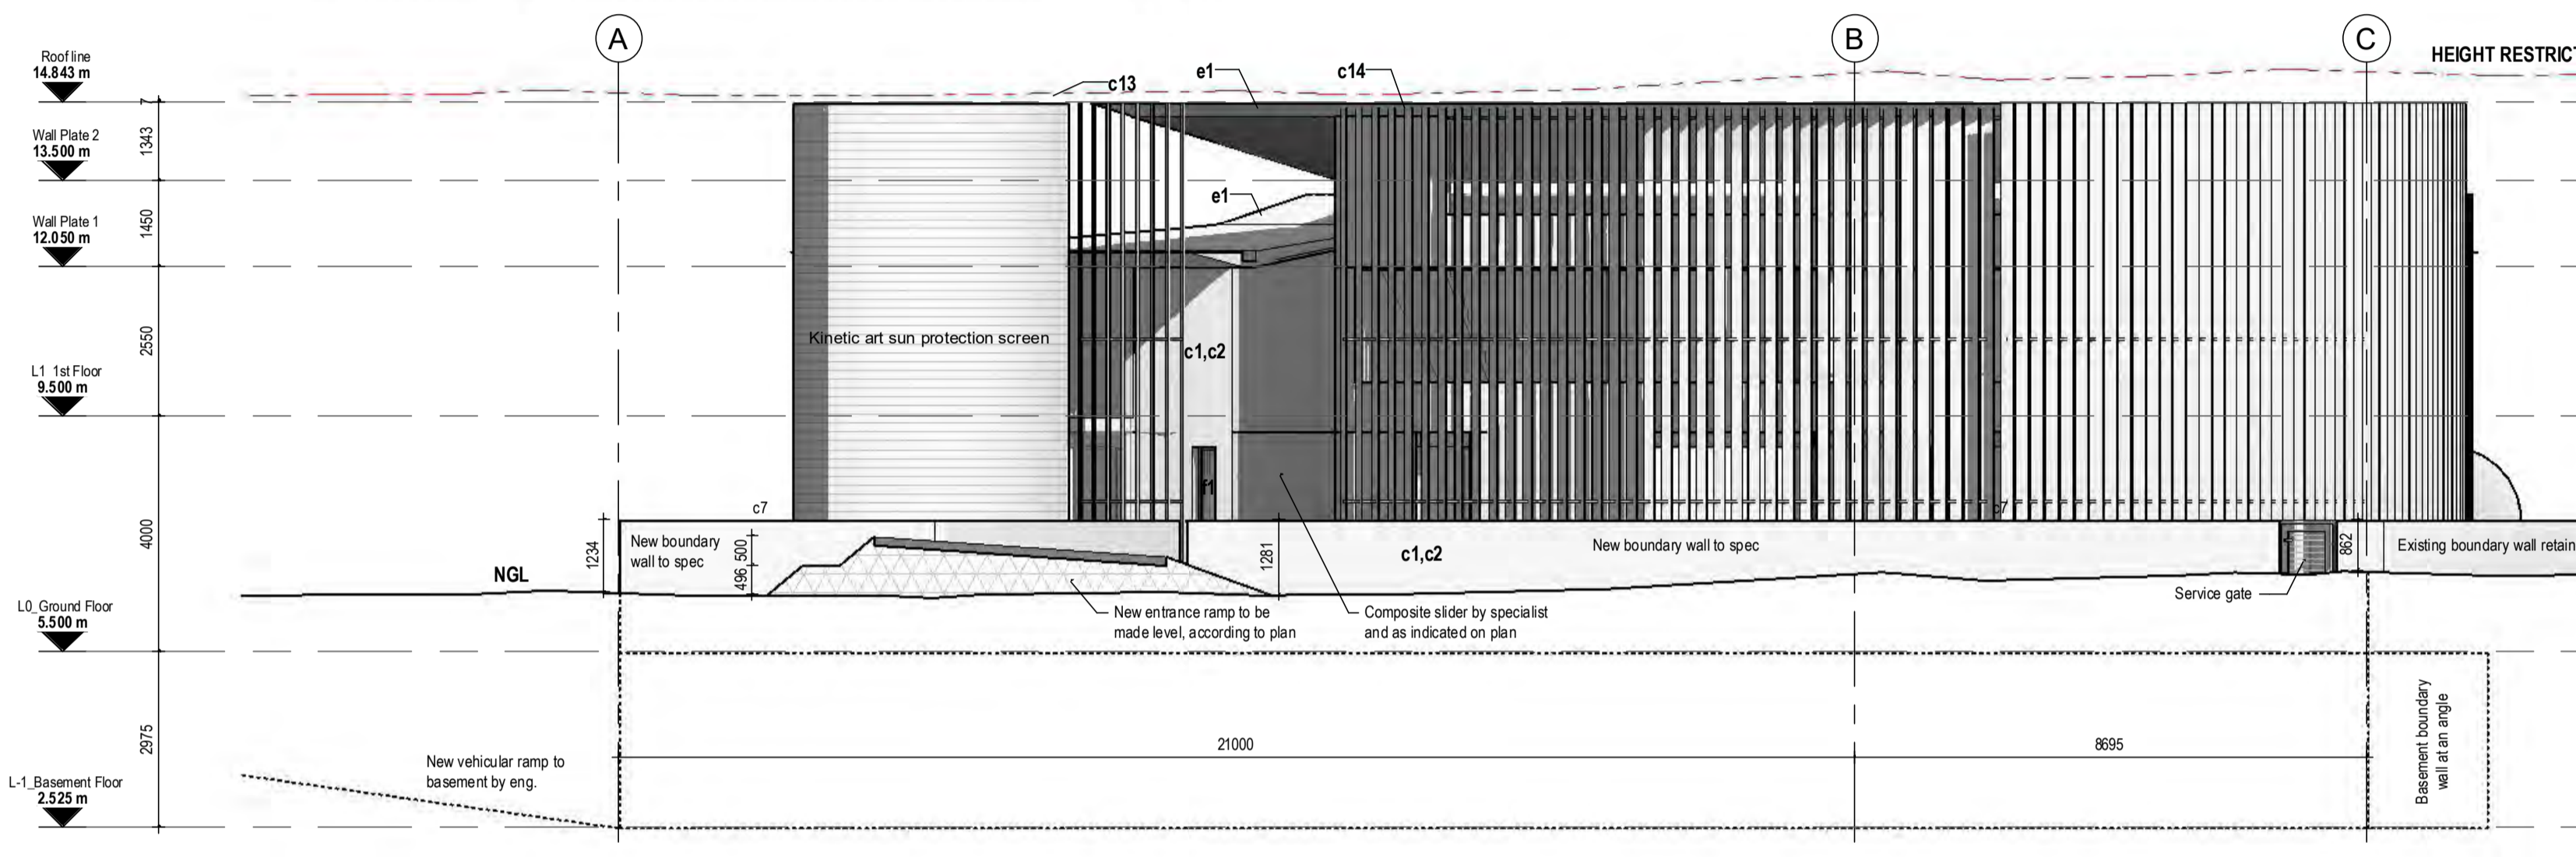 A
B
C
HEIGHT RESTRIC
Roof line
14.843 m
c13
e1
c14
7
Wall Plate 2
13.500 m
1343
Wall Plate 1
12.050 m
1450
e1
L1 1st Floor
9.500 m
2550
Kinetic art sun protection screen
c1,c2
f1
c7
c7
4000
1234
New boundary
wall to spec
500
496
1281
c1,c2
New boundary wall to spec
862
Existing boundary wall retain
NGL
Service gate
L0_Ground Floor
5.500 m
New entrance ramp to be
made level, according to plan
Composite slider by specialist
and as indicated on plan
2975
21000
8695
New vehicular ramp to
basement by eng.
Basement boundary
wall at an angle
L-1_Basement Floor
2.525 m